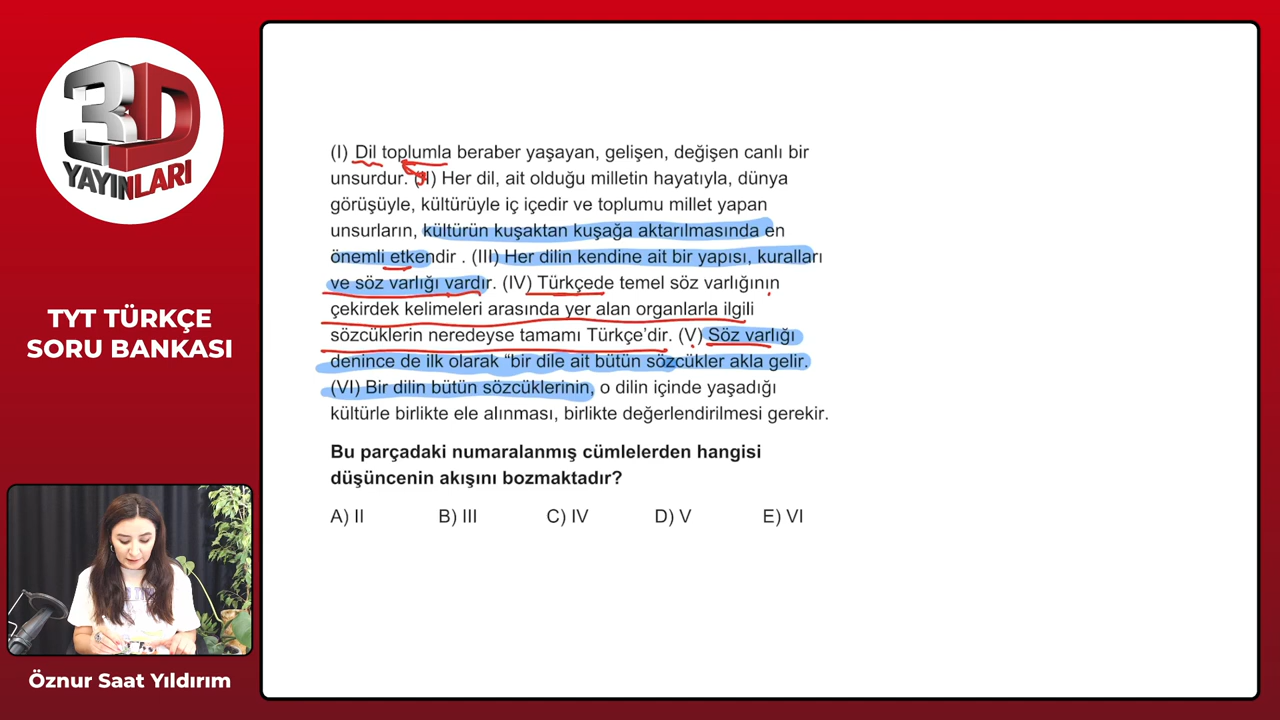 3D
YAYINLARI
TYT TÜRKÇE
SORU BANKASI
Öznur Saat Yıldırım
(I) Dil toplumla beraber yaşayan, gelişen, değişen canlı bir
unsurdur. (II) Her dil, ait olduğu milletin hayatıyla, dünya
görüşüyle, kültürüyle iç içedir ve toplumu millet yapan
unsurların, kültürün kuşaktan kuşağa aktarılmasında en
önemli etkendir . (III) Her dilin kendine ait bir yapısı, kuralları
ve söz varlığı vardır. (IV) Türkçede temel söz varlığının
çekirdek kelimeleri arasında yer alan organlarla ilgili
sözcüklerin neredeyse tamamı Türkçe’dir. (V) Söz varlığı
denince de ilk olarak “bir dile ait bütün sözcükler akla gelir.
(VI) Bir dilin bütün sözcüklerinin, o dilin içinde yaşadığı
kültürle birlikte ele alınması, birlikte değerlendirilmesi gerekir.
Bu parçadaki numaralanmış cümlelerden hangisi
düşüncenin akışını bozmaktadır?
A) II B) III C) IV D) V E) VI